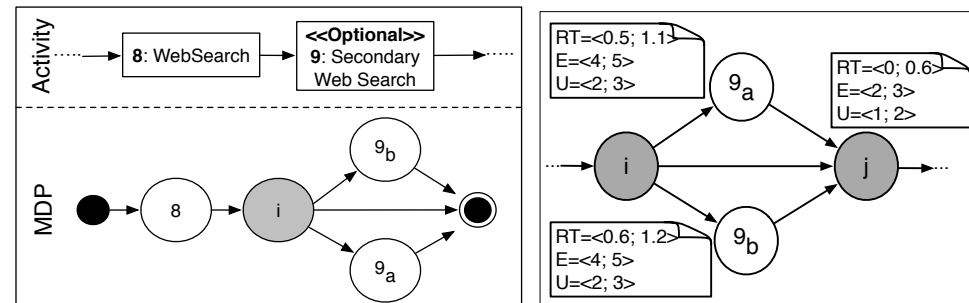 Activity
8: WebSearch
<<Optional>>
9: Secondary
Web Search
MDP
8
i
9b
9a
RT=<0.5; 1.1>
E=<4; 5>
U=<2; 3>
9a
RT=<0; 0.6>
E=<2; 3>
U=<1; 2>
i
j
9b
RT=<0.6; 1.2>
E=<4; 5>
U=<2; 3>